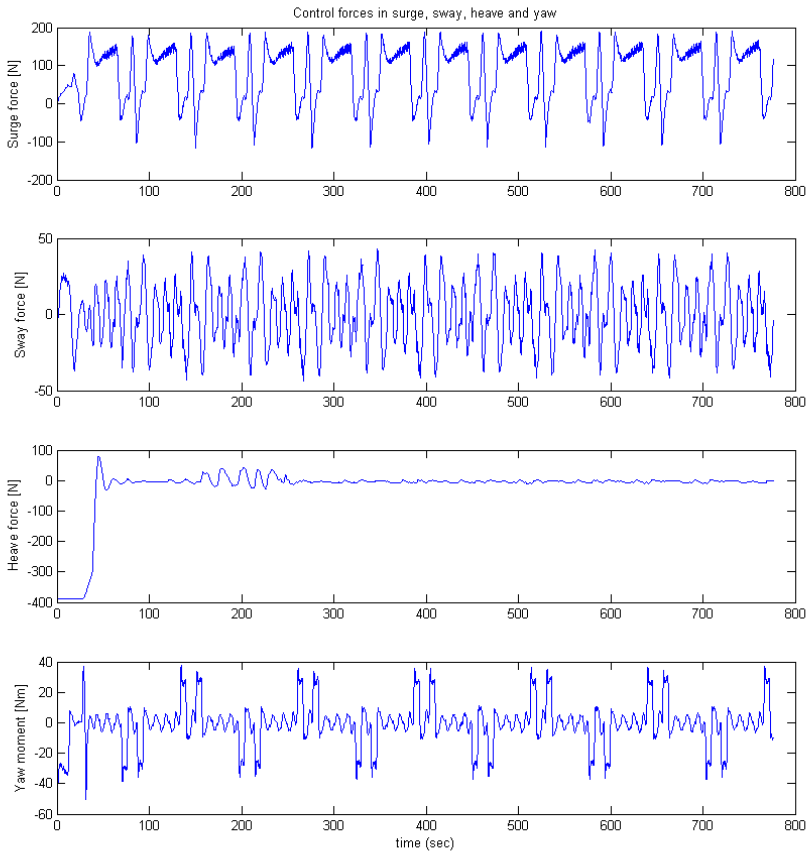 Control forces in surge, sway, heave and yaw
200
100
0
-100
-200
Surge force [N]
0 100 200 300 400 500 600 700 800
50
0
-50
Sway force [N]
0 100 200 300 400 500 600 700 800
100
0
-100
-200
-300
-400
Heave force [N]
0 100 200 300 400 500 600 700 800
40
20
0
-20
-40
-60
Yaw moment [Nm]
0 100 200 300 400 500 600 700 800
time (sec)